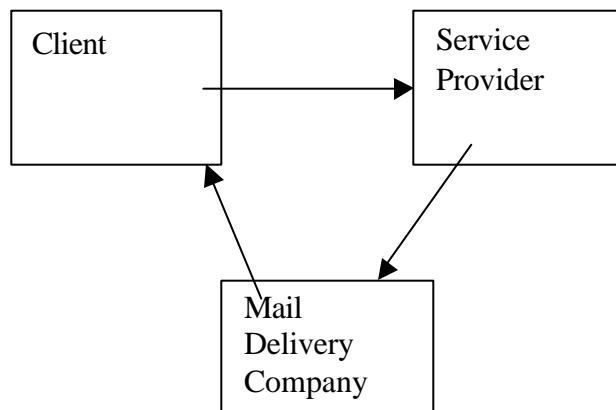 Client
Service
Provider
Mail
Delivery
Company